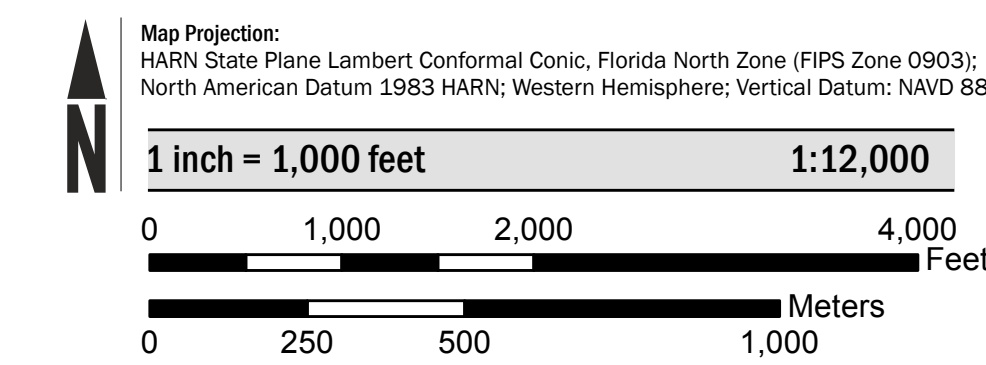 Map Projection:
HARN State Plane Lambert Conformal Conic, Florida North Zone (FIPS Zone 0903);
North American Datum 1983 HARN; Western Hemisphere; Vertical Datum: NAVD 88
N
1 inch = 1,000 feet 1:12,000
0 1,000 2,000 4,000
Feet
Meters
0 250 500 1,000